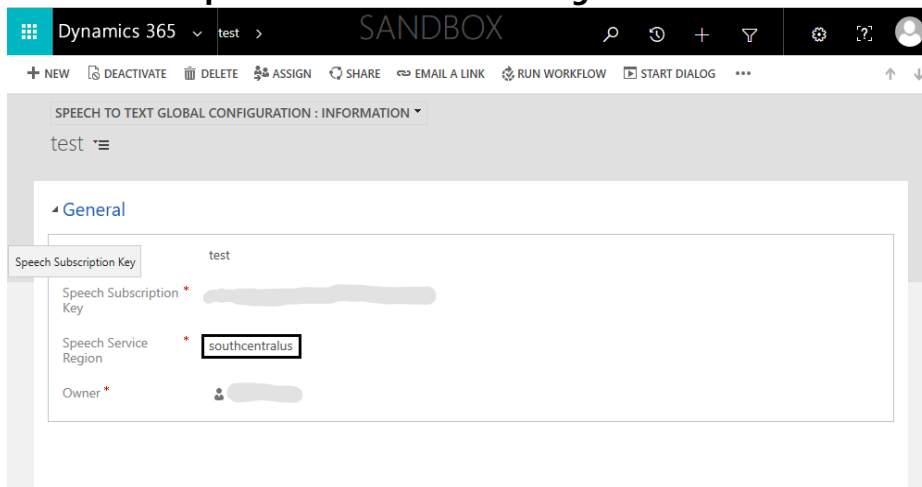 Dynamics 365 test > SANDBOX
NEW DEACTIVATE DELETE ASSIGN SHARE EMAIL A LINK RUN WORKFLOW START DIALOG •••
SPEECH TO TEXT GLOBAL CONFIGURATION : INFORMATION
test
General
test
Speech Subscription Key
Speech Subscription *
Key
Speech Service * southcentralus
Region
Owner *